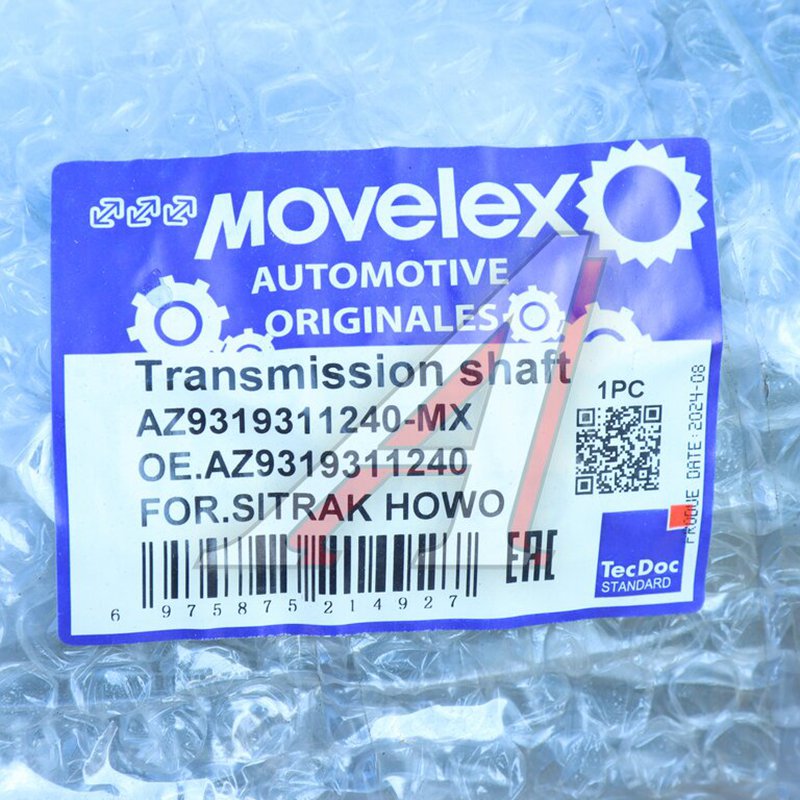 MOVELEX
AUTOMOTIVE
ORIGINALES
Transmission shaft
AZ9319311240-MX
OE.AZ9319311240
FOR.SITRAK HOWO
1PC
PRODUE DATE:2024-08
EAC
TecDoc
STANDARD
6 975875 214927